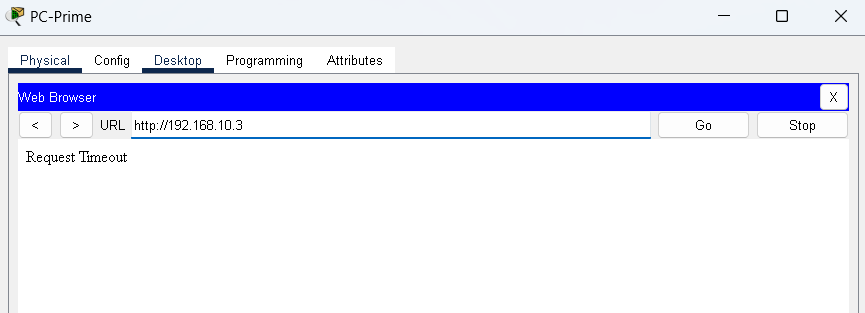 PC-Prime
Physical Config Desktop Programming Attributes
Web Browser X
< > URL http://192.168.10.3 Go Stop
Request Timeout